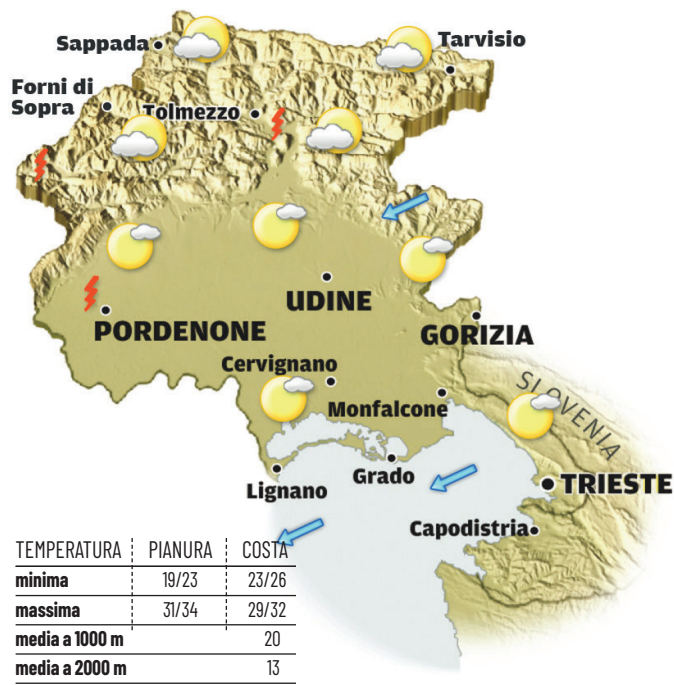 Sappada
Tarvisio
Forni di
Sopra
Tolmezzo
UDINE
PORDENONE
GORIZIA
Cervignano
SLOVENIA
Monfalcone
Grado
Lignano
TRIESTE
Capodistria
TEMPERATURA PIANURA COSTA
minima 19/23 23/26
massima 31/34 29/32
media a 1000 m 20
media a 2000 m 13